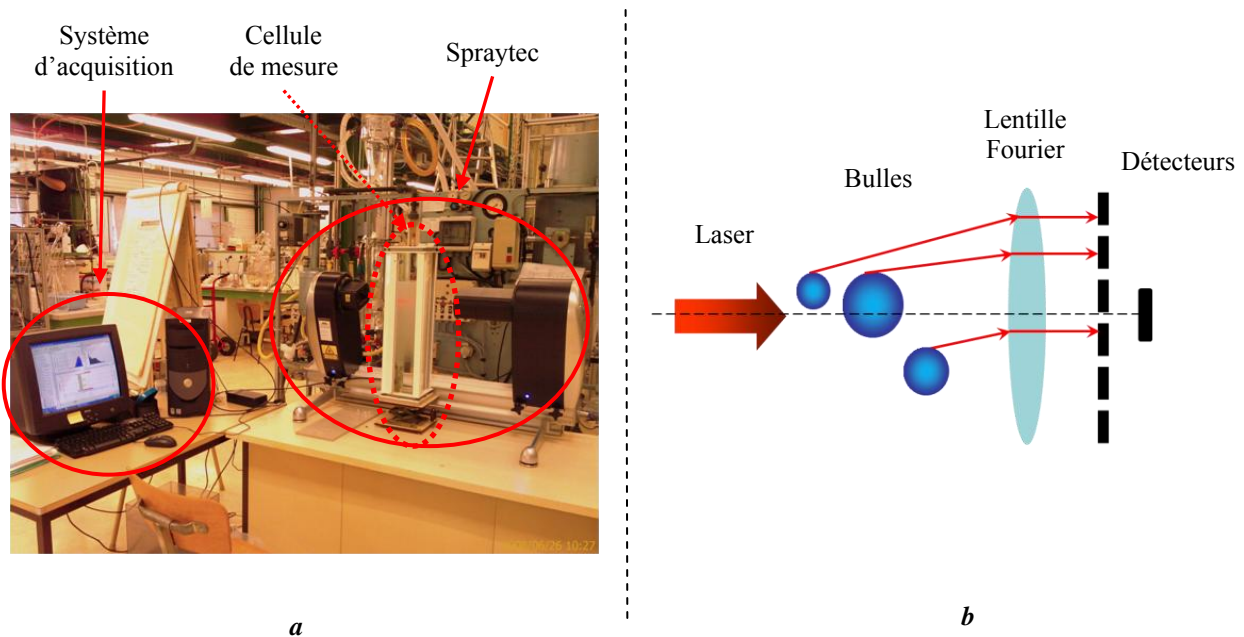 Système
d'acquisition
Cellule
de mesure
Spraytec
Lentille
Fourier
Détecteurs
Bulles
Laser
a
b